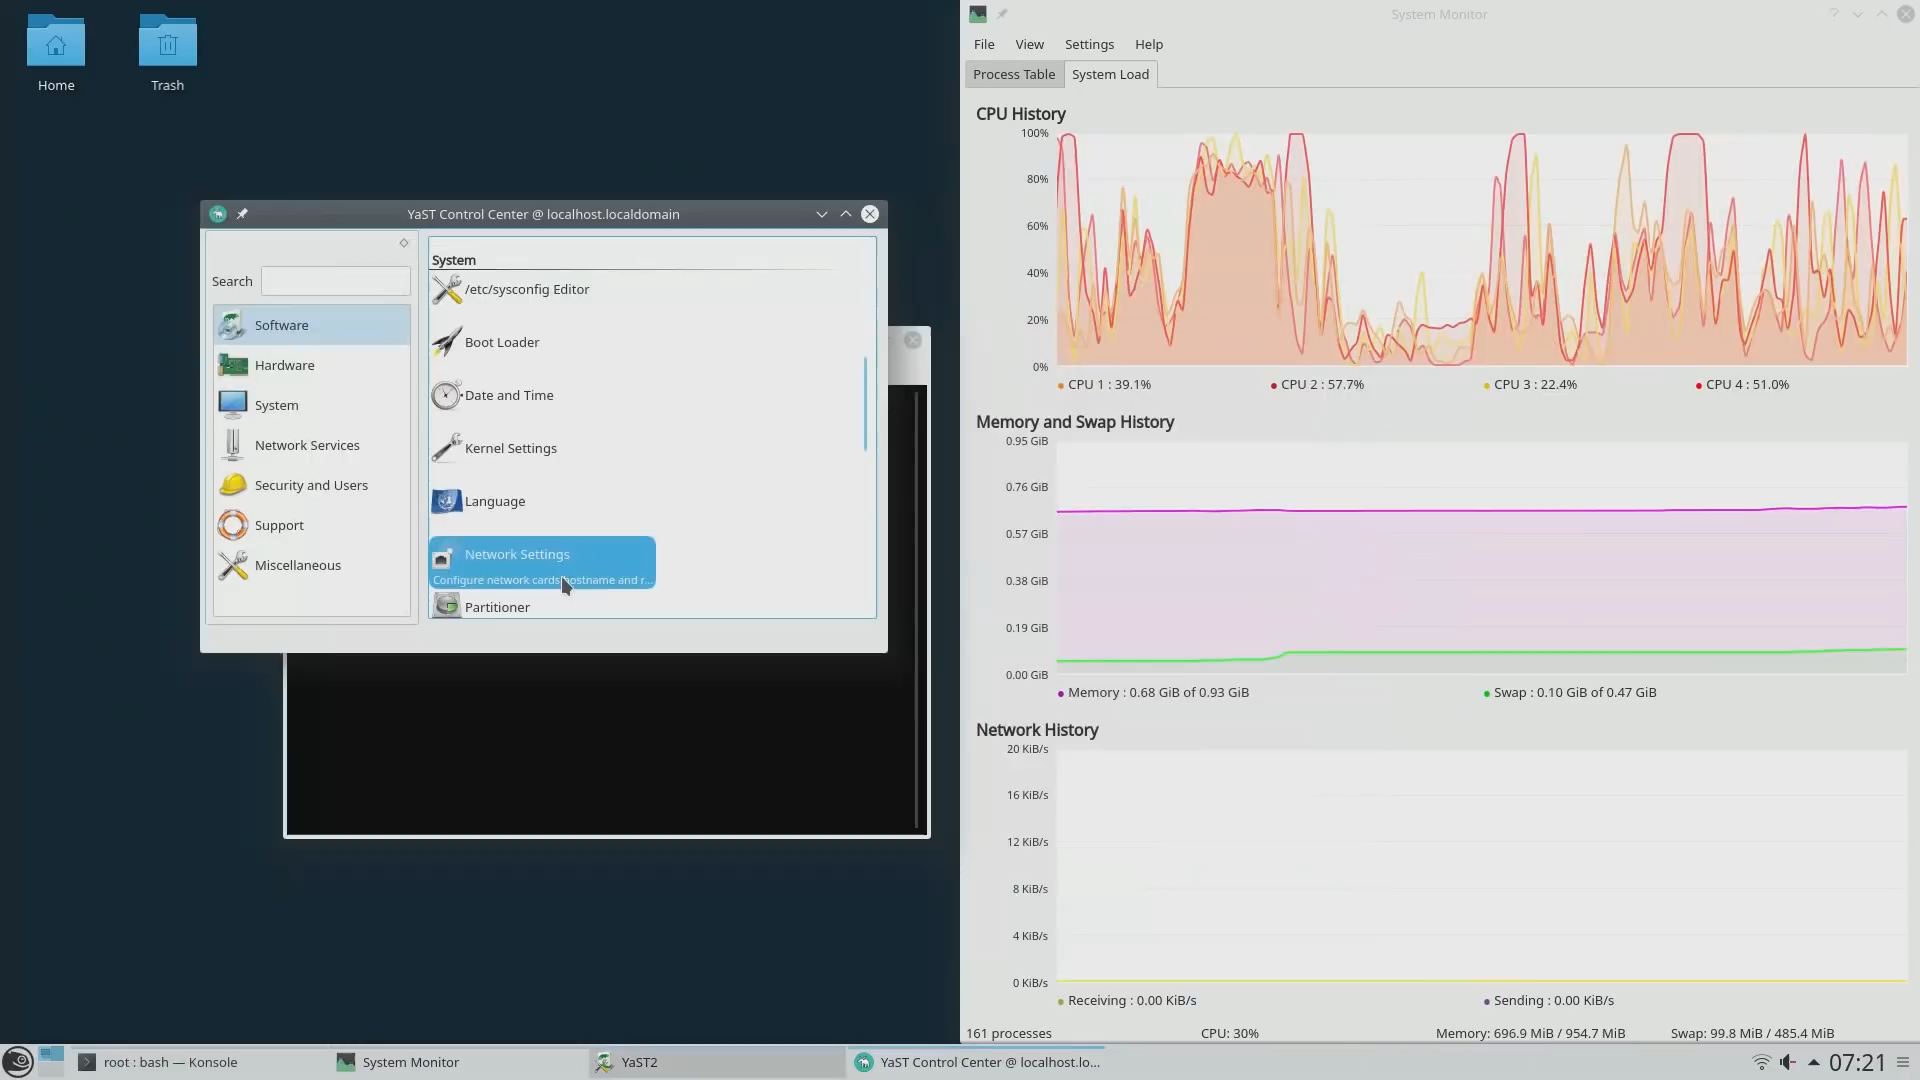 Home
Trash
YaST Control Center @ localhost.localdomain
Search
Software
Hardware
System
Network Services
Security and Users
Support
Miscellaneous
System
/etc/sysconfig Editor
Boot Loader
Date and Time
Kernel Settings
Language
Network Settings
Configure network cards, hostname and r...
Partitioner
System Monitor
File View Settings Help
Process Table System Load
CPU History
100%
80%
60%
40%
20%
0%
CPU 1 : 39.1% CPU 2 : 57.7% CPU 3 : 22.4% CPU 4 : 51.0%
Memory and Swap History
0.95 GiB
0.76 GiB
0.57 GiB
0.38 GiB
0.19 GiB
0.00 GiB
Memory : 0.68 GiB of 0.93 GiB Swap : 0.10 GiB of 0.47 GiB
Network History
20 KiB/s
16 KiB/s
12 KiB/s
8 KiB/s
4 KiB/s
0 KiB/s
Receiving : 0.00 KiB/s Sending : 0.00 KiB/s
161 processes CPU: 30% Memory: 696.9 MiB / 954.7 MiB Swap: 99.8 MiB / 485.4 MiB
root : bash — Konsole System Monitor YaST2 YaST Control Center @ localhost.lo... 07:21